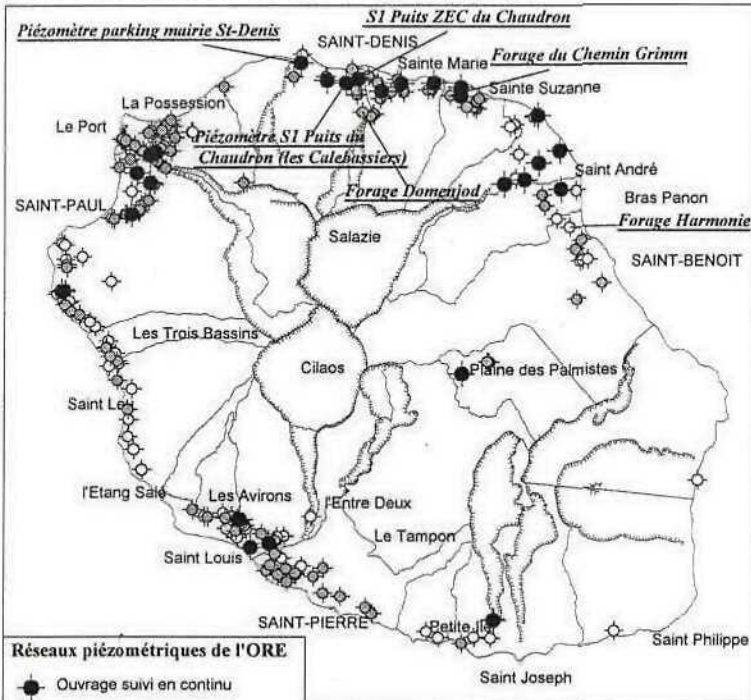 S1 Puits ZEC du Chaudron
Piézomètre parking mairie St-Denis
SAINT-DENIS
Forage du Chemin Grimm
Sainte Marie
Sainte Suzanne
La Possession
Le Port
Piézomètre S1 Puits du
Chaudron (les Calebassiers)
Saint André
Forage Domenjod
Bras Panon
SAINT-PAUL
Forage Harmonie
Salazie
SAINT-BENOIT
Les Trois Bassins
Cilaos
Plaine des Palmistes
Saint Leu
l'Etang Salé
Les Avirons
l'Entre Deux
Le Tampon
Saint Louis
SAINT-PIERRE
Petite Ile
Saint Philippe
Saint Joseph
Réseaux piézométriques de l'ORE
Ouvrage suivi en continu